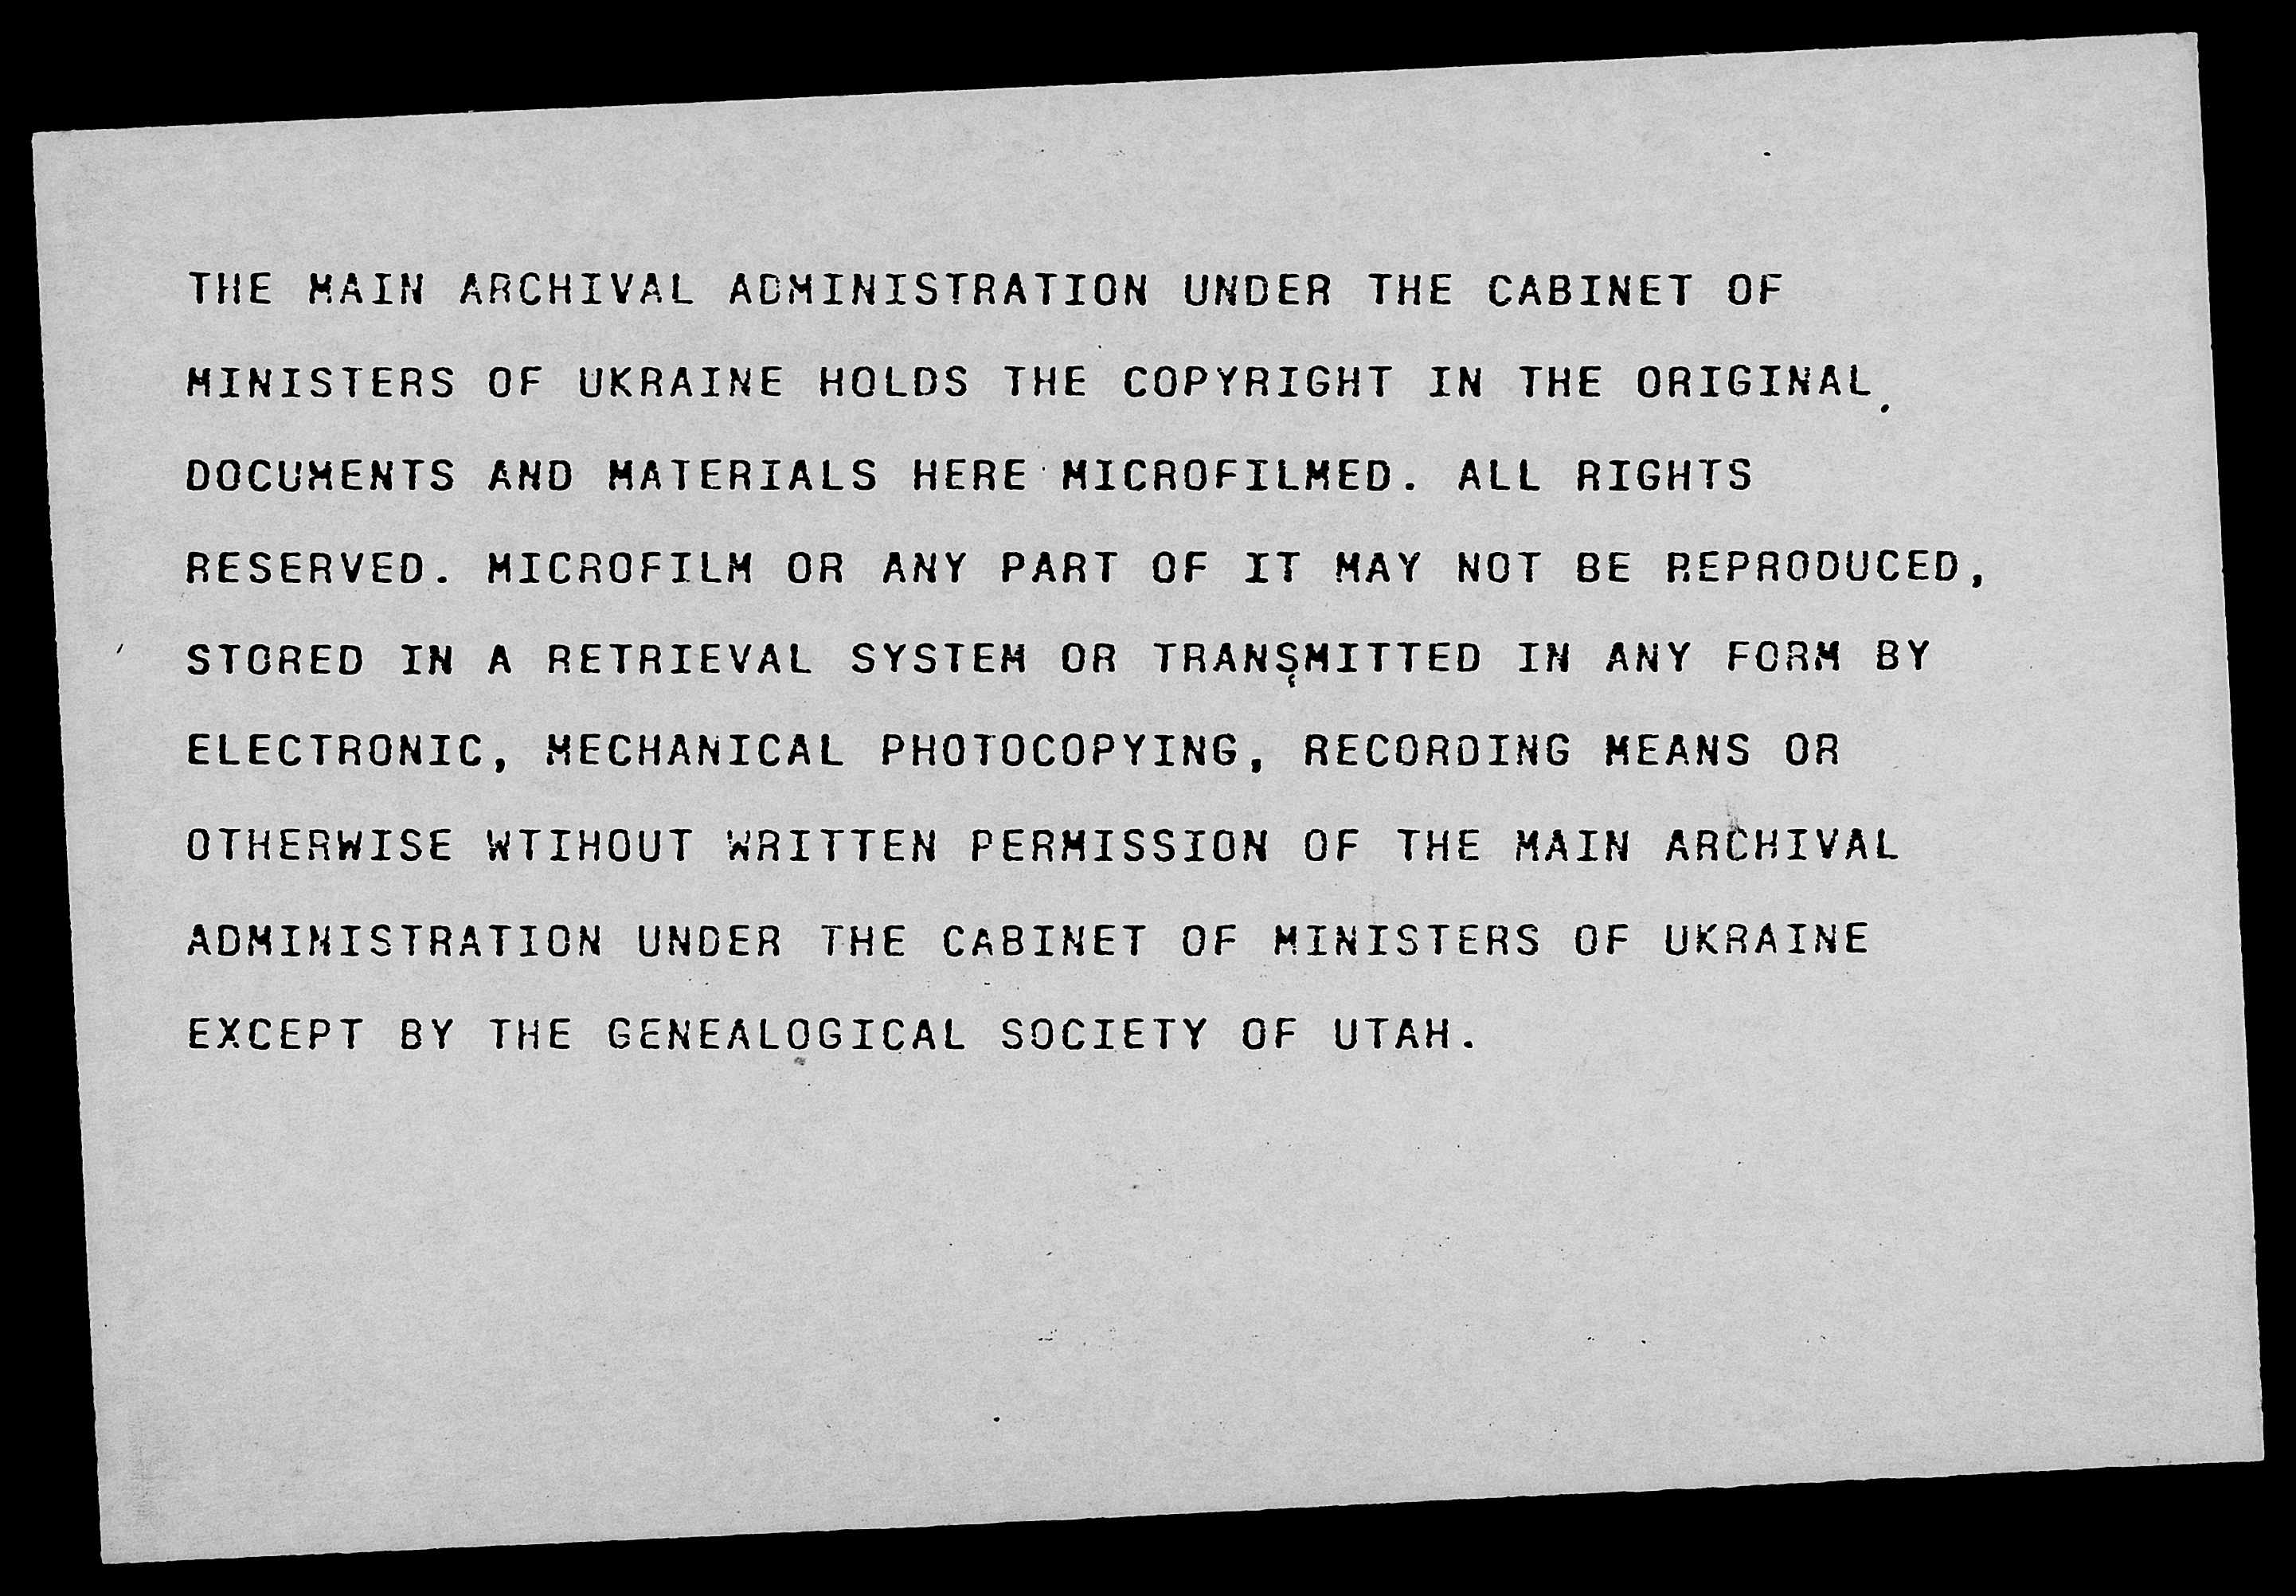 THE MAIN ARCHIVAL ADMINISTRATION UNDER THE CABINET OF
MINISTERS OF UKRAINE HOLDS THE COPYRIGHT IN THE ORIGINAL
DOCUMENTS AND MATERIALS HERE MICROFILMED. ALL RIGHTS
RESERVED. MICROFILM OR ANY PART OF IT MAY NOT BE REPRODUCED,
STORED IN A RETRIEVAL SYSTEM OR TRANSMITTED IN ANY FORM BY
ELECTRONIC, MECHANICAL PHOTOCOPYING, RECORDING MEANS OR
OTHERWISE WTIHOUT WRITTEN PERMISSION OF THE MAIN ARCHIVAL
ADMINISTRATION UNDER THE CABINET OF MINISTERS OF UKRAINE
EXCEPT BY THE GENEALOGICAL SOCIETY OF UTAH.